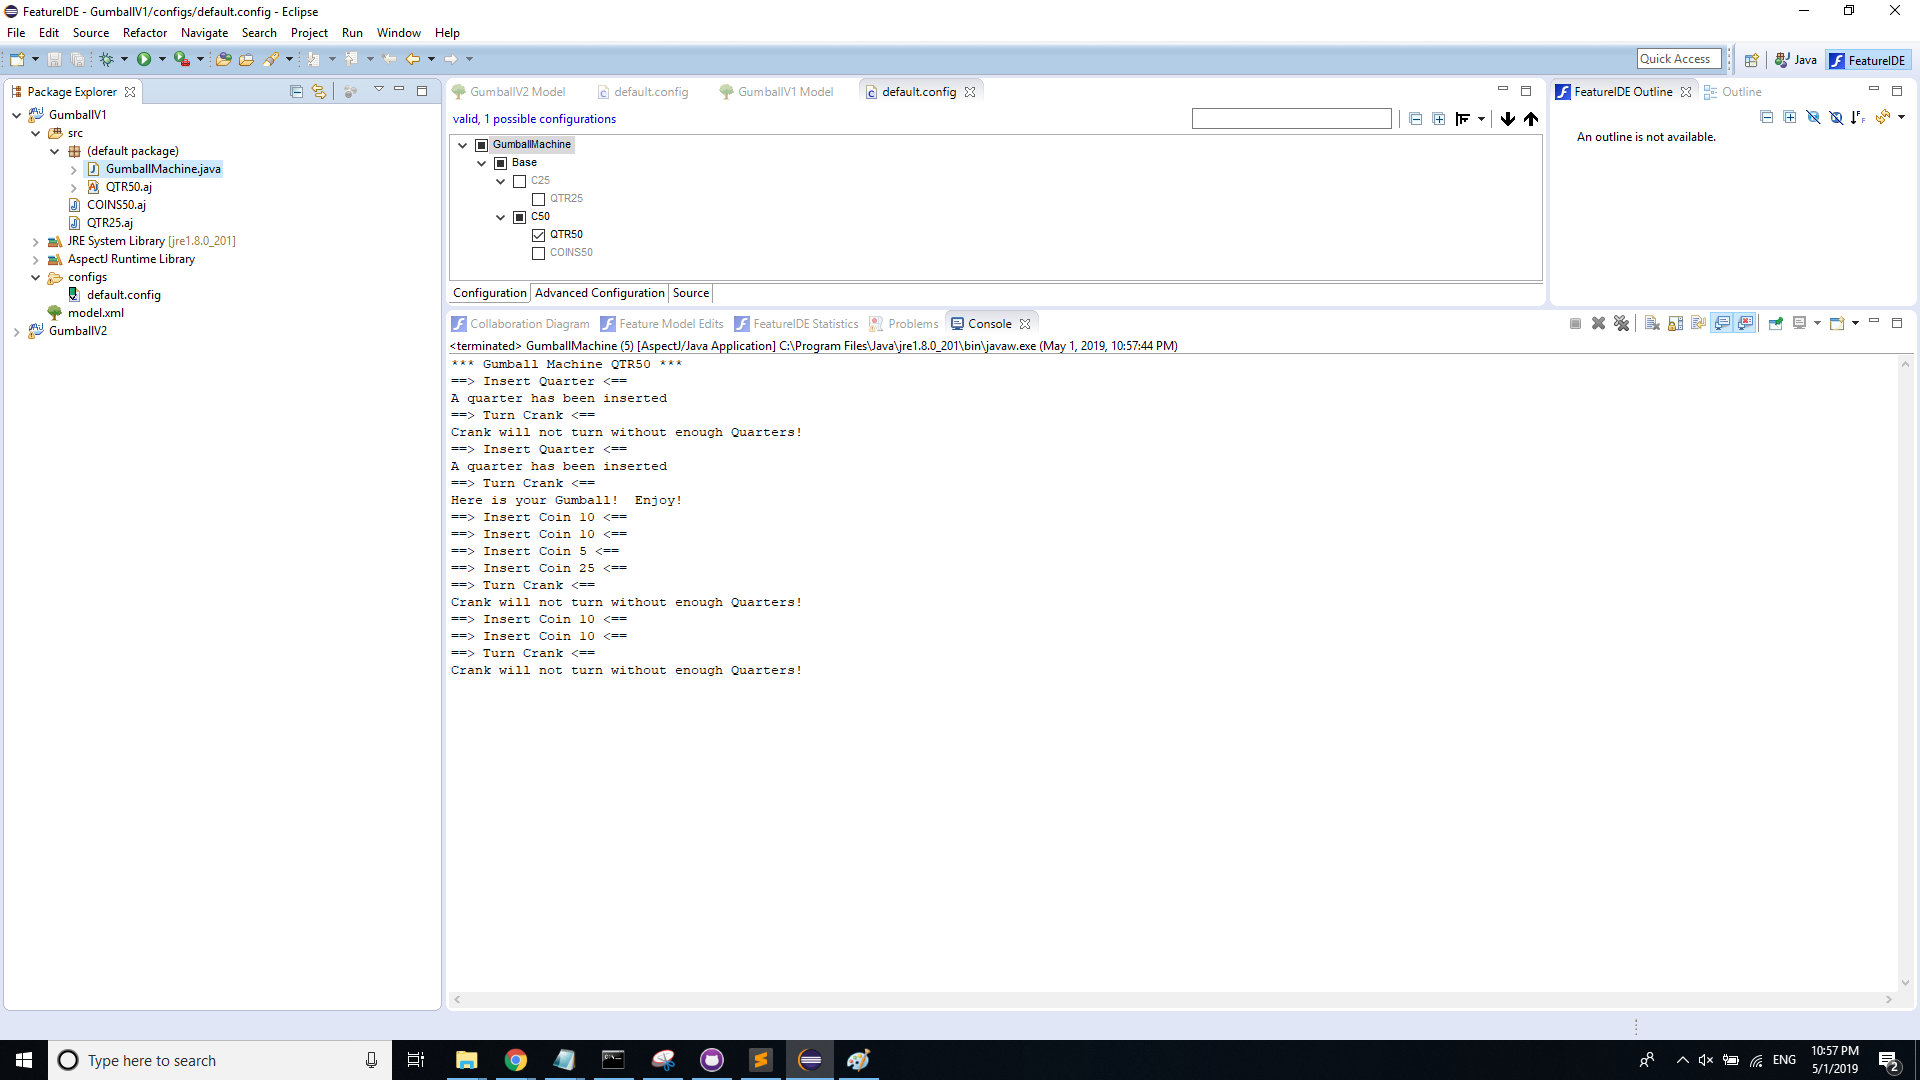 FeatureIDE - GumballV1/configs/default.config - Eclipse
File Edit Source Refactor Navigate Search Project Run Window Help
Quick Access
Java
FeatureIDE
Package Explorer
GumballV1
src
(default package)
GumballMachine.java
QTR50.aj
COINS50.aj
QTR25.aj
JRE System Library [jre1.8.0_201]
AspectJ Runtime Library
configs
default.config
model.xml
GumballV2
GumballV2 Model
default.config
GumballV1 Model
default.config
valid, 1 possible configurations
GumballMachine
Base
C25
QTR25
C50
QTR50
COINS50
Configuration Advanced Configuration Source
FeatureIDE Outline
Outline
An outline is not available.
Collaboration Diagram
Feature Model Edits
FeatureIDE Statistics
Problems
Console
<terminated> GumballMachine (5) [AspectJ/Java Application] C:\Program Files\Java\jre1.8.0_201\bin\javaw.exe (May 1, 2019, 10:57:44 PM)
*** Gumball Machine QTR50 ***
==> Insert Quarter <==
A quarter has been inserted
==> Turn Crank <==
Crank will not turn without enough Quarters!
==> Insert Quarter <==
A quarter has been inserted
==> Turn Crank <==
Here is your Gumball!  Enjoy!
==> Insert Coin 10 <==
==> Insert Coin 10 <==
==> Insert Coin 5 <==
==> Insert Coin 25 <==
==> Turn Crank <==
Crank will not turn without enough Quarters!
==> Insert Coin 10 <==
==> Insert Coin 10 <==
==> Turn Crank <==
Crank will not turn without enough Quarters!
Type here to search
ENG
10:57 PM
5/1/2019
2